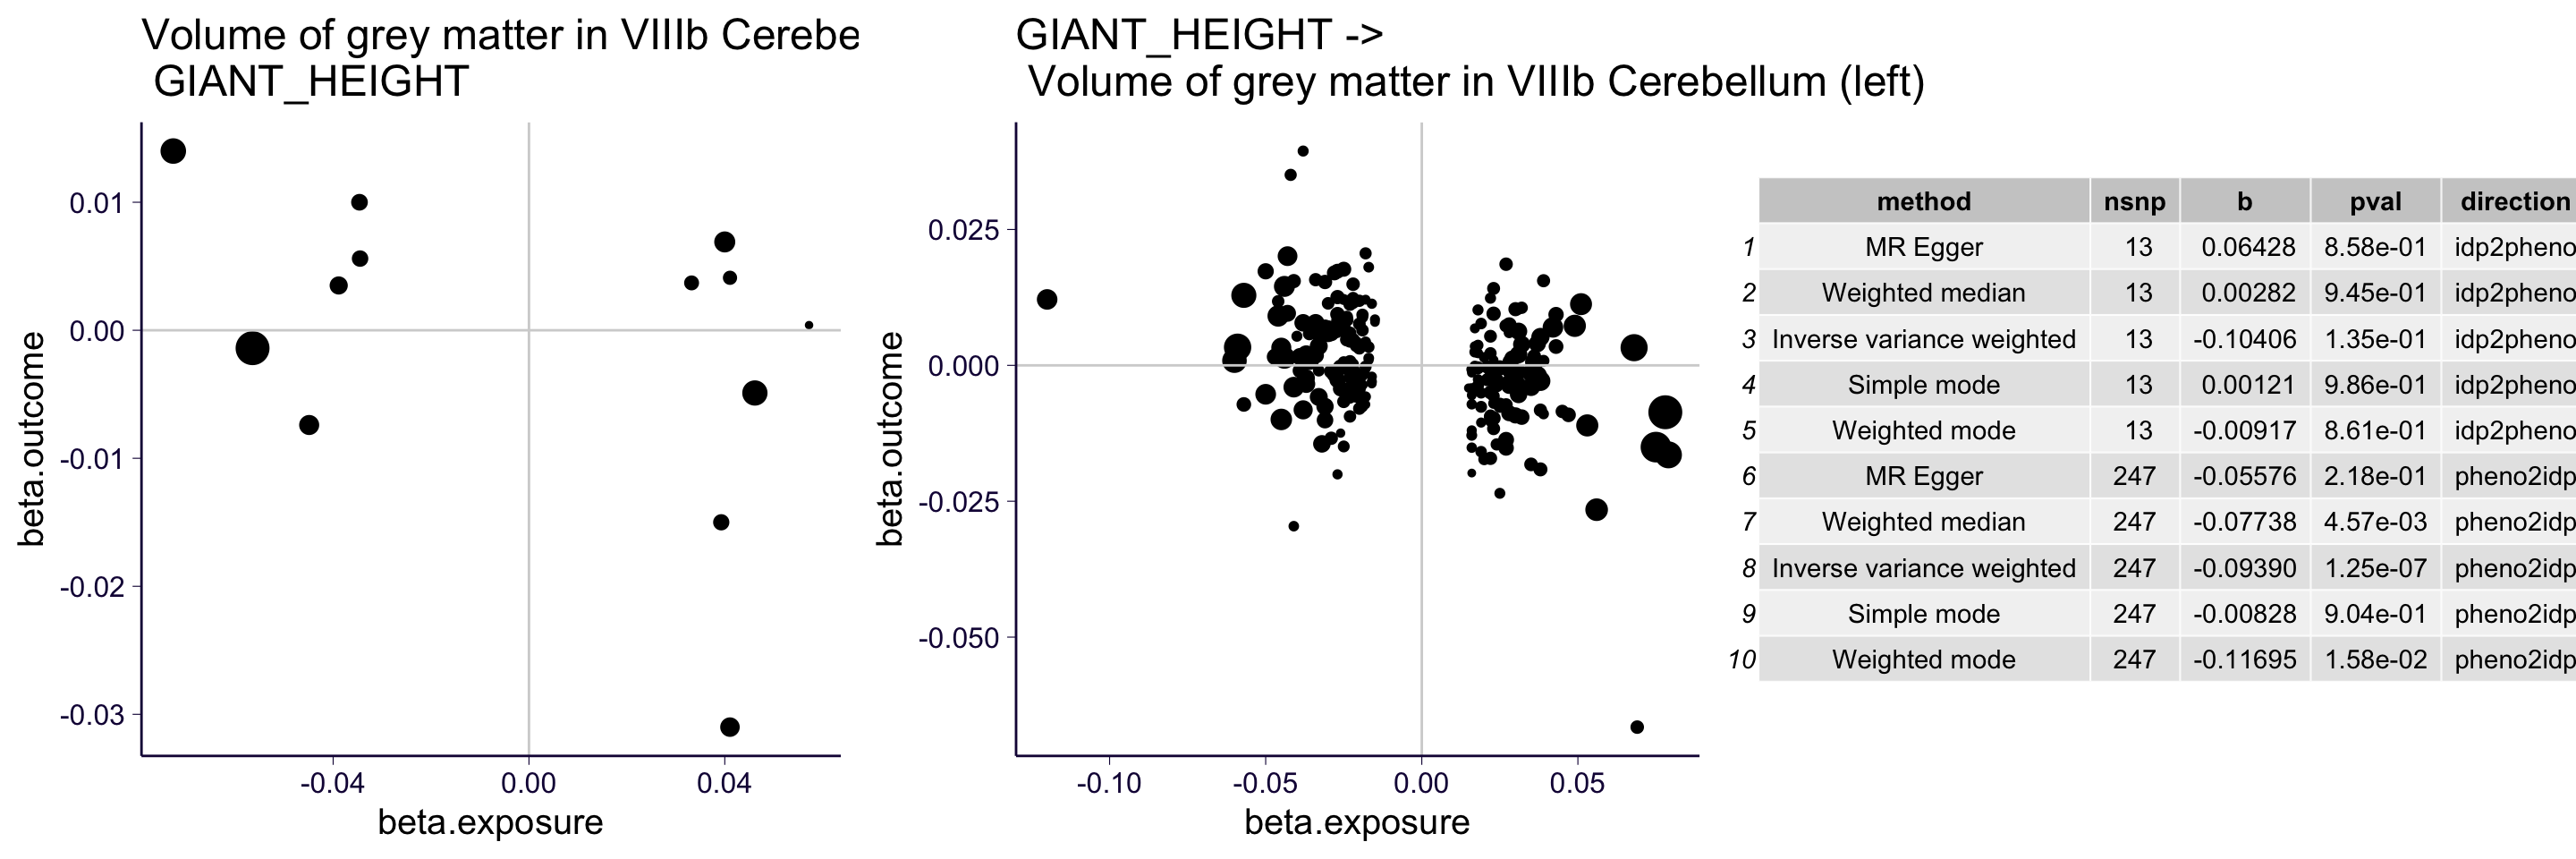 Volume of grey matter in VIIIb Cerebe
GIANT_HEIGHT
0.01
0.00
-0.01
-0.02
-0.03
beta.outcome
-0.04 0.00 0.04
beta.exposure
GIANT_HEIGHT ->
Volume of grey matter in VIIIb Cerebellum (left)
0.025
0.000
-0.025
-0.050
beta.outcome
-0.10 -0.05 0.00 0.05
beta.exposure
method nsnp b pval direction
1 MR Egger 13 0.06428 8.58e-01 idp2pheno
2 Weighted median 13 0.00282 9.45e-01 idp2pheno
3 Inverse variance weighted 13 -0.10406 1.35e-01 idp2pheno
4 Simple mode 13 0.00121 9.86e-01 idp2pheno
5 Weighted mode 13 -0.00917 8.61e-01 idp2pheno
6 MR Egger 247 -0.05576 2.18e-01 pheno2idp
7 Weighted median 247 -0.07738 4.57e-03 pheno2idp
8 Inverse variance weighted 247 -0.09390 1.25e-07 pheno2idp
9 Simple mode 247 -0.00828 9.04e-01 pheno2idp
10 Weighted mode 247 -0.11695 1.58e-02 pheno2idp